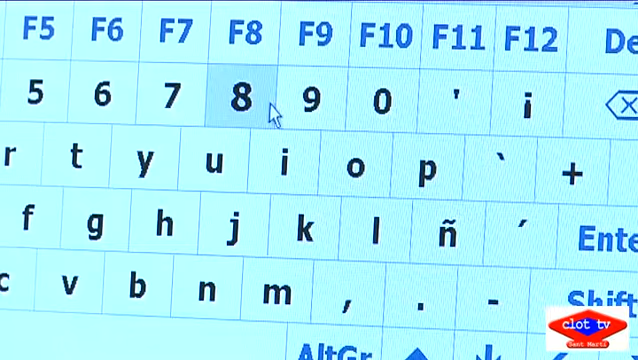 F5 F6 F7 F8 F9 F10 F11 F12 De
5 6 7 8 9 0 ' ¡
r t y u i o p ` +
f g h j k l ñ ´ Ente
c v b n m , . - Shift
AltGr
clot tv
Sant Martí